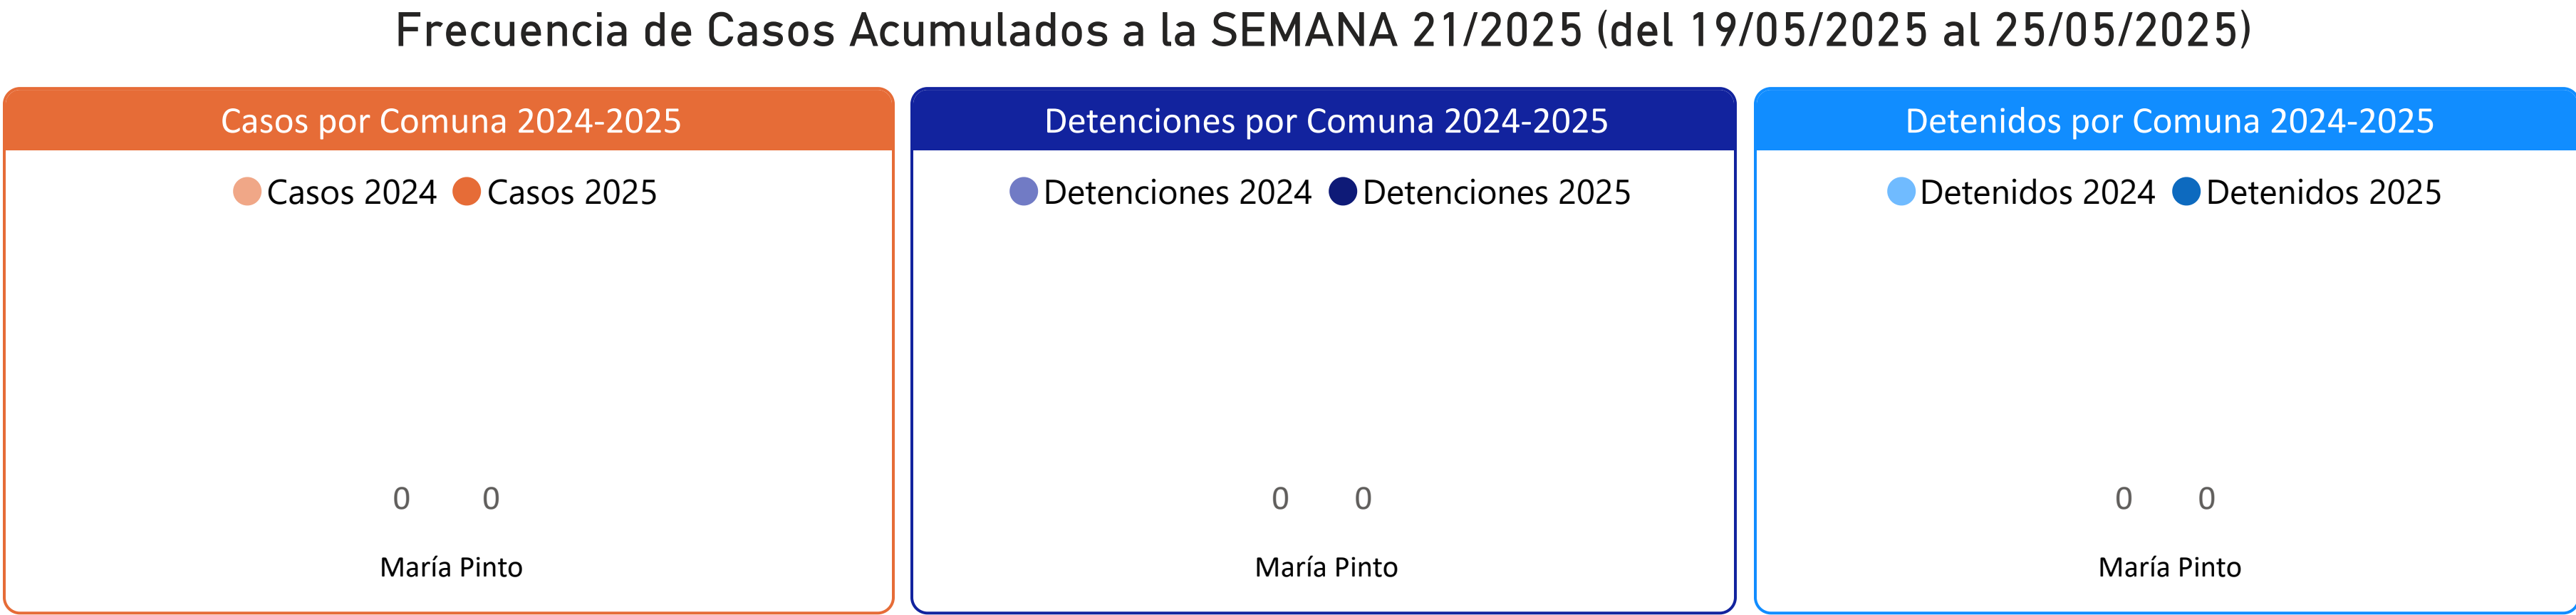 Frecuencia de Casos Acumulados a la SEMANA 21/2025 (del 19/05/2025 al 25/05/2025)
Casos por Comuna 2024-2025
Casos 2024 Casos 2025
0 0
María Pinto
Detenciones por Comuna 2024-2025
Detenciones 2024 Detenciones 2025
0 0
María Pinto
Detenidos por Comuna 2024-2025
Detenidos 2024 Detenidos 2025
0 0
María Pinto